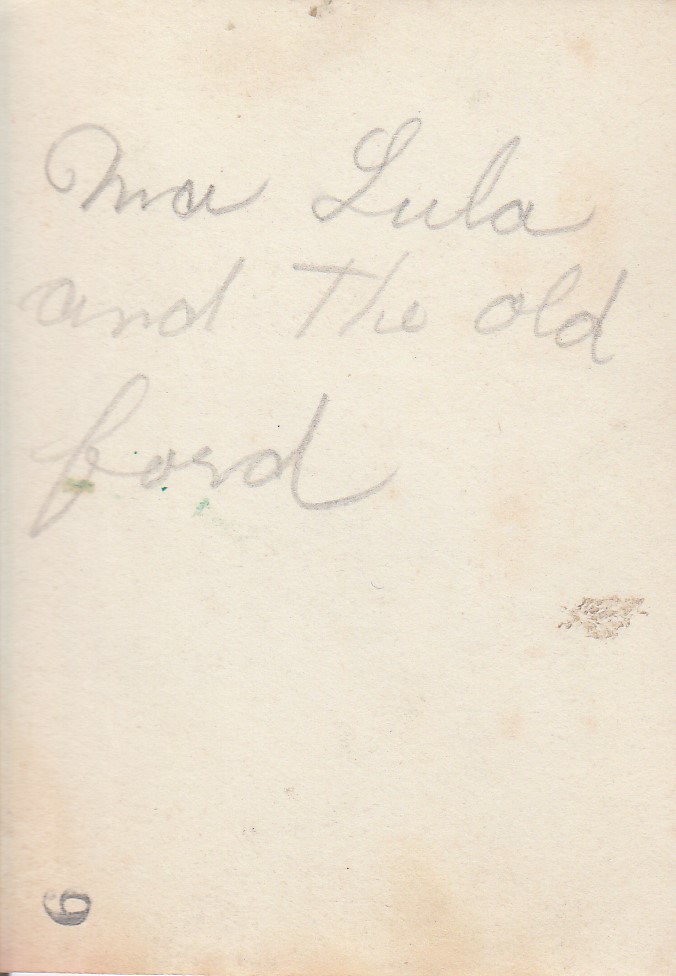 Ma Lula
and The old
ford
6